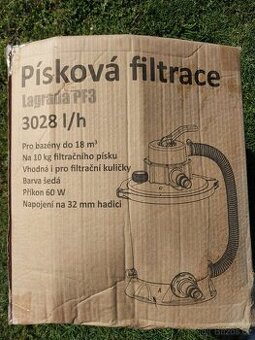 Písková filtrace
Lagrada PF3
3028 l/h
Pro bazény do 18 m³
Na 10 kg filtračního písku
Vhodná i pro filtrační kuličky
Barva šedá
Příkon 60 W
Napojení na 32 mm hadici